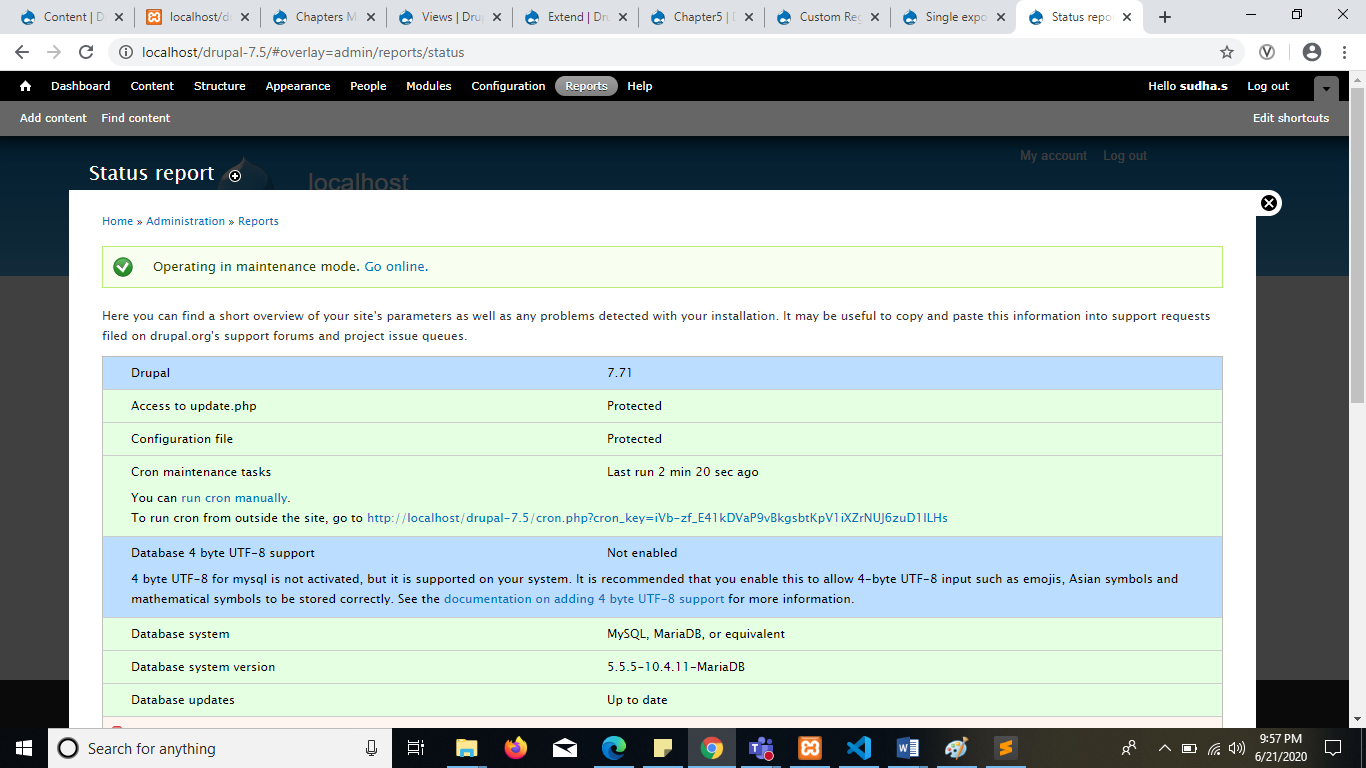 Content | D
localhost/d
Chapters M
Views | Dru
Extend | Dr
Chapter5 | D
Custom Reg
Single expo
Status repo
localhost/drupal-7.5/#overlay=admin/reports/status
Dashboard Content Structure Appearance People Modules Configuration Reports Help Hello sudha.s Log out
Add content Find content Edit shortcuts
My account Log out
Status report
localhost
Home » Administration » Reports
Operating in maintenance mode. Go online.
Here you can find a short overview of your site's parameters as well as any problems detected with your installation. It may be useful to copy and paste this information into support requests
filed on drupal.org's support forums and project issue queues.
Drupal 7.71
Access to update.php Protected
Configuration file Protected
Cron maintenance tasks Last run 2 min 20 sec ago
You can run cron manually.
To run cron from outside the site, go to http://localhost/drupal-7.5/cron.php?cron_key=iVb-zf_E41kDVaP9vBkgsbtKpV1iXZrNUJ6zuD1ILHs
Database 4 byte UTF-8 support Not enabled
4 byte UTF-8 for mysql is not activated, but it is supported on your system. It is recommended that you enable this to allow 4-byte UTF-8 input such as emojis, Asian symbols and
mathematical symbols to be stored correctly. See the documentation on adding 4 byte UTF-8 support for more information.
Database system MySQL, MariaDB, or equivalent
Database system version 5.5.5-10.4.11-MariaDB
Database updates Up to date
Search for anything
9:57 PM
6/21/2020